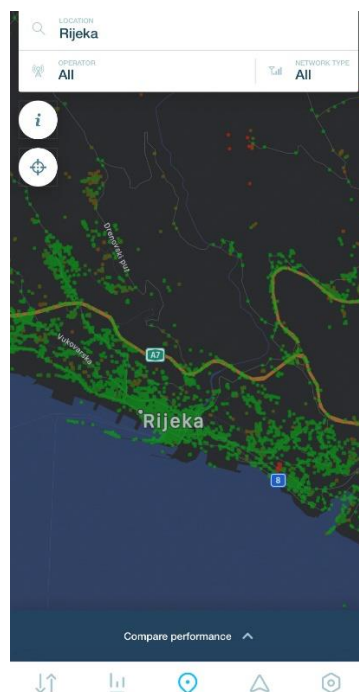 LOCATION
Rijeka
OPERATOR
All
NETWORK TYPE
All
i
Drenovski put
Vukovarska
A7
Rijeka
8
Compare performance